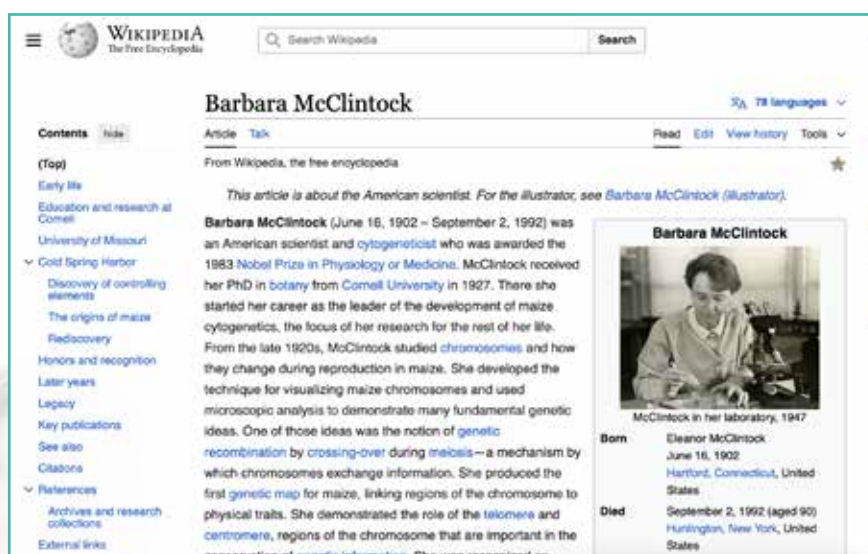 WIKIPEDIA
The Free Encyclopedia
Search Wikipedia
Search
Barbara McClintock
78 languages
Contents hide
Article Talk
Read Edit View history Tools
(Top)
Early life
Education and research at
Cornell
University of Missouri
Cold Spring Harbor
Discovery of controlling
elements
The origins of maize
Rediscovery
Honors and recognition
Later years
Legacy
Key publications
See also
Citations
References
Archives and research
collections
External links
From Wikipedia, the free encyclopedia
This article is about the American scientist. For the illustrator, see Barbara McClintock (illustrator).
Barbara McClintock (June 16, 1902 – September 2, 1992) was
an American scientist and cytogeneticist who was awarded the
1983 Nobel Prize in Physiology or Medicine. McClintock received
her PhD in botany from Cornell University in 1927. There she
started her career as the leader of the development of maize
cytogenetics, the focus of her research for the rest of her life.
From the late 1920s, McClintock studied chromosomes and how
they change during reproduction in maize. She developed the
technique for visualizing maize chromosomes and used
microscopic analysis to demonstrate many fundamental genetic
ideas. One of those ideas was the notion of genetic
recombination by crossing-over during meiosis—a mechanism by
which chromosomes exchange information. She produced the
first genetic map for maize, linking regions of the chromosome to
physical traits. She demonstrated the role of the telomere and
centromere, regions of the chromosome that are important in the
conservation of genetic information. She was recognized as
Barbara McClintock
McClintock in her laboratory, 1947
Born Eleanor McClintock
June 16, 1902
Hartford, Connecticut, United
States
Died September 2, 1992 (aged 90)
Huntington, New York, United
States